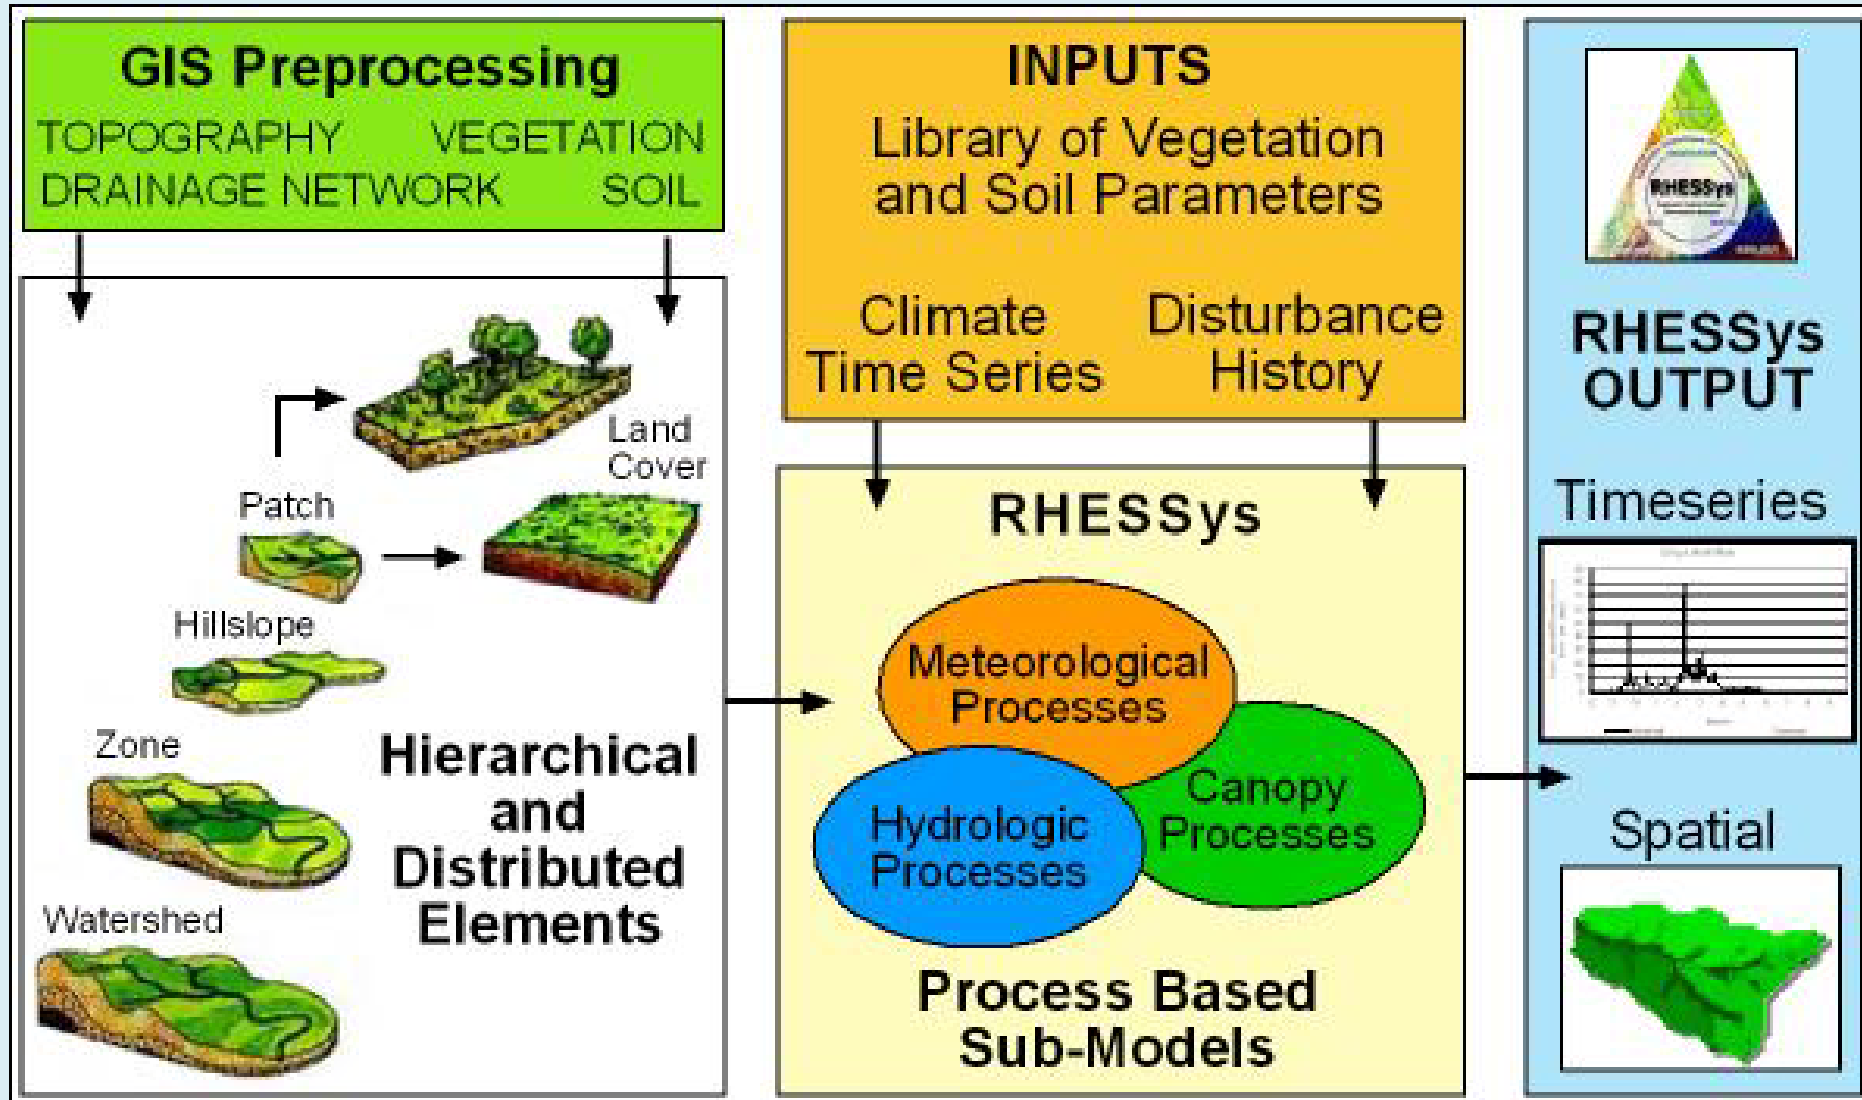 GIS Preprocessing
TOPOGRAPHY VEGETATION
DRAINAGE NETWORK SOIL
Land
Cover
Patch
Hillslope
Zone
Watershed
Hierarchical
and
Distributed
Elements
INPUTS
Library of Vegetation
and Soil Parameters
Climate
Time Series
Disturbance
History
RHESSys
Meteorological
Processes
Hydrologic
Processes
Canopy
Processes
Process Based
Sub-Models
RHESSys
RHESSys
OUTPUT
Timeseries
Spatial